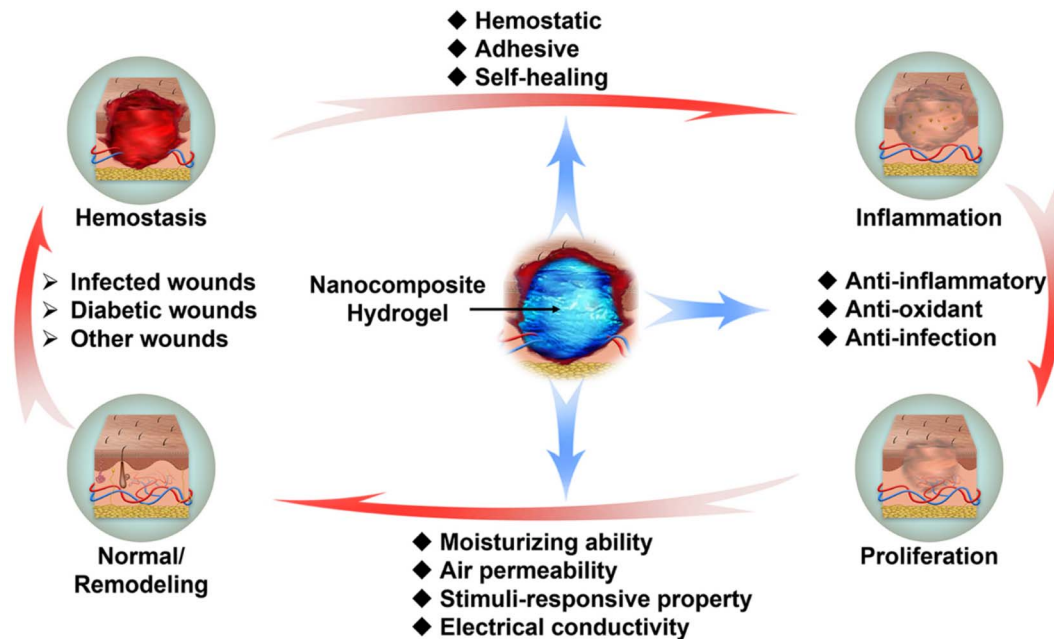 ◆ Hemostatic
◆ Adhesive
◆ Self-healing
Hemostasis
Inflammation
➢ Infected wounds
➢ Diabetic wounds
➢ Other wounds
Nanocomposite
Hydrogel
◆ Anti-inflammatory
◆ Anti-oxidant
◆ Anti-infection
Normal/
Remodeling
Proliferation
◆ Moisturizing ability
◆ Air permeability
◆ Stimuli-responsive property
◆ Electrical conductivity